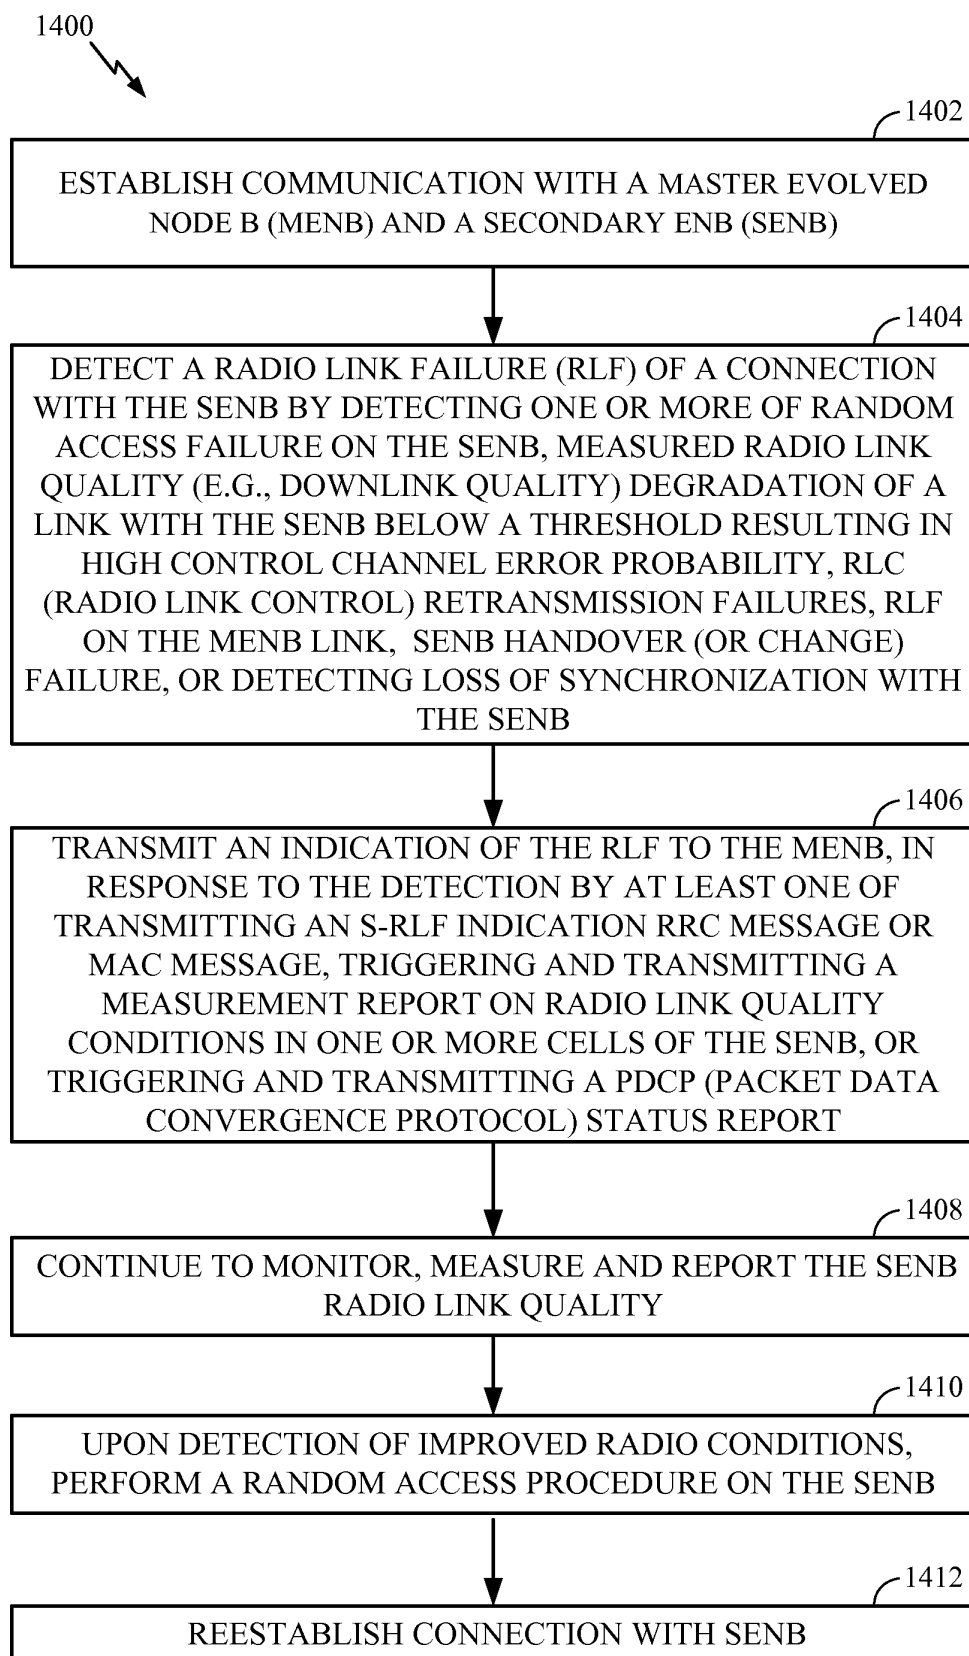 1400
1402
ESTABLISH COMMUNICATION WITH A MASTER EVOLVED
NODE B (MENB) AND A SECONDARY ENB (SENB)
1404
DETECT A RADIO LINK FAILURE (RLF) OF A CONNECTION
WITH THE SENB BY DETECTING ONE OR MORE OF RANDOM
ACCESS FAILURE ON THE SENB, MEASURED RADIO LINK
QUALITY (E.G., DOWNLINK QUALITY) DEGRADATION OF A
LINK WITH THE SENB BELOW A THRESHOLD RESULTING IN
HIGH CONTROL CHANNEL ERROR PROBABILITY, RLC
(RADIO LINK CONTROL) RETRANSMISSION FAILURES, RLF
ON THE MENB LINK, SENB HANDOVER (OR CHANGE)
FAILURE, OR DETECTING LOSS OF SYNCHRONIZATION WITH
THE SENB
1406
TRANSMIT AN INDICATION OF THE RLF TO THE MENB, IN
RESPONSE TO THE DETECTION BY AT LEAST ONE OF
TRANSMITTING AN S-RLF INDICATION RRC MESSAGE OR
MAC MESSAGE, TRIGGERING AND TRANSMITTING A
MEASUREMENT REPORT ON RADIO LINK QUALITY
CONDITIONS IN ONE OR MORE CELLS OF THE SENB, OR
TRIGGERING AND TRANSMITTING A PDCP (PACKET DATA
CONVERGENCE PROTOCOL) STATUS REPORT
1408
CONTINUE TO MONITOR, MEASURE AND REPORT THE SENB
RADIO LINK QUALITY
1410
UPON DETECTION OF IMPROVED RADIO CONDITIONS,
PERFORM A RANDOM ACCESS PROCEDURE ON THE SENB
1412
REESTABLISH CONNECTION WITH SENB